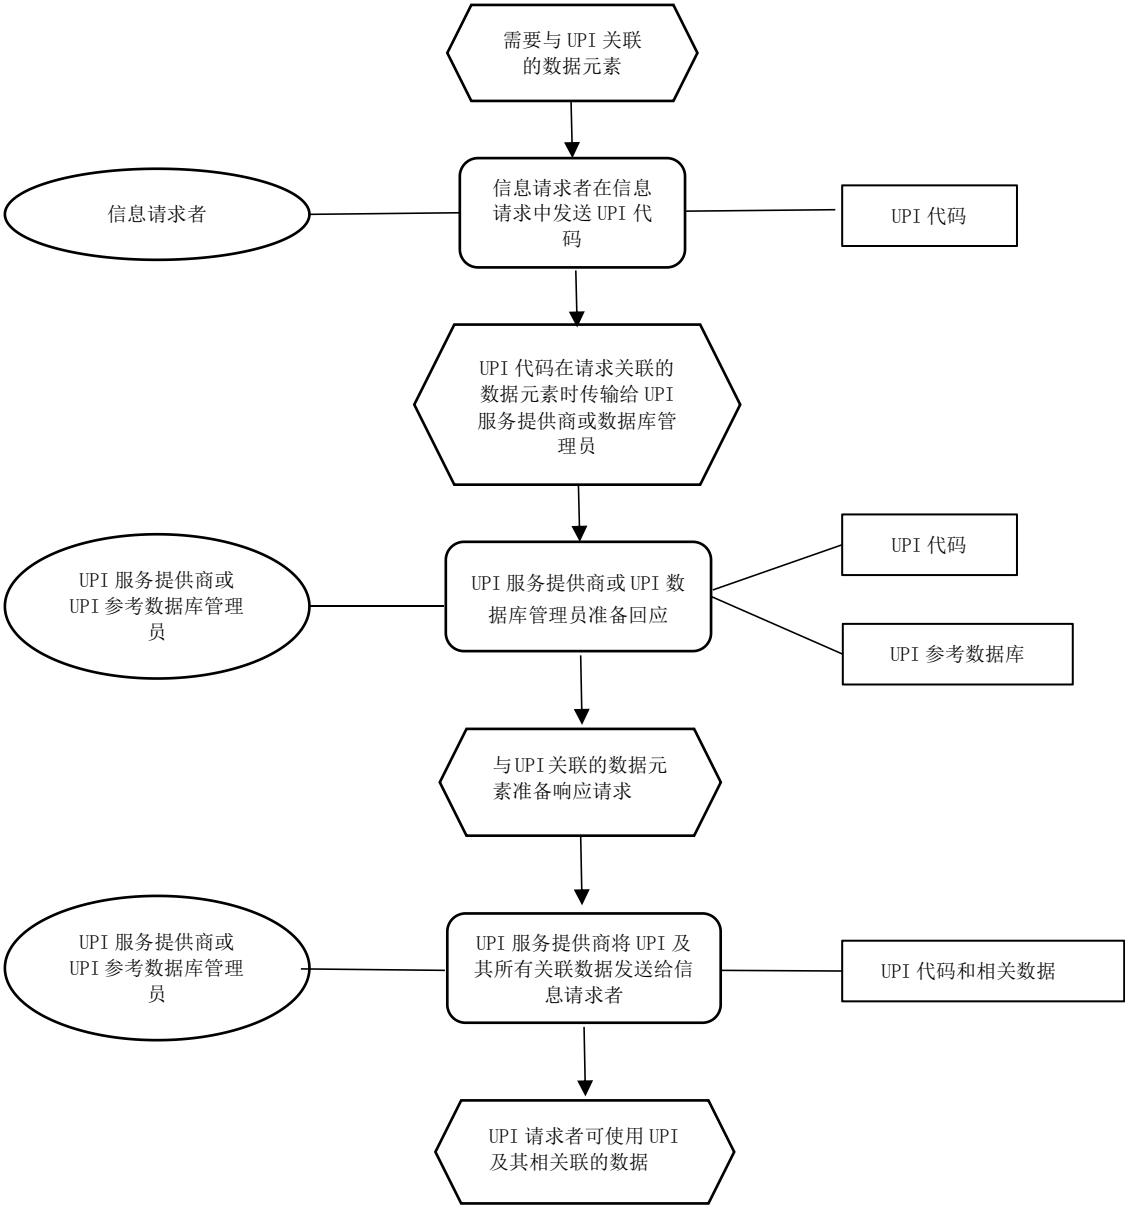 需要与 UPI 关联
的数据元素
信息请求者
信息请求者在信息
请求中发送 UPI 代
码
UPI 代码
UPI 代码在请求关联的
数据元素时传输给 UPI
服务提供商或数据库管
理员
UPI 服务提供商或
UPI 参考数据库管理
员
UPI 服务提供商或 UPI 数
据库管理员准备回应
UPI 代码
UPI 参考数据库
与UPI关联的数据元
素准备响应请求
UPI 服务提供商或
UPI 参考数据库管理
员
UPI 服务提供商将 UPI 及
其所有关联数据发送给信
息请求者
UPI 代码和相关数据
UPI 请求者可使用 UPI
及其相关联的数据